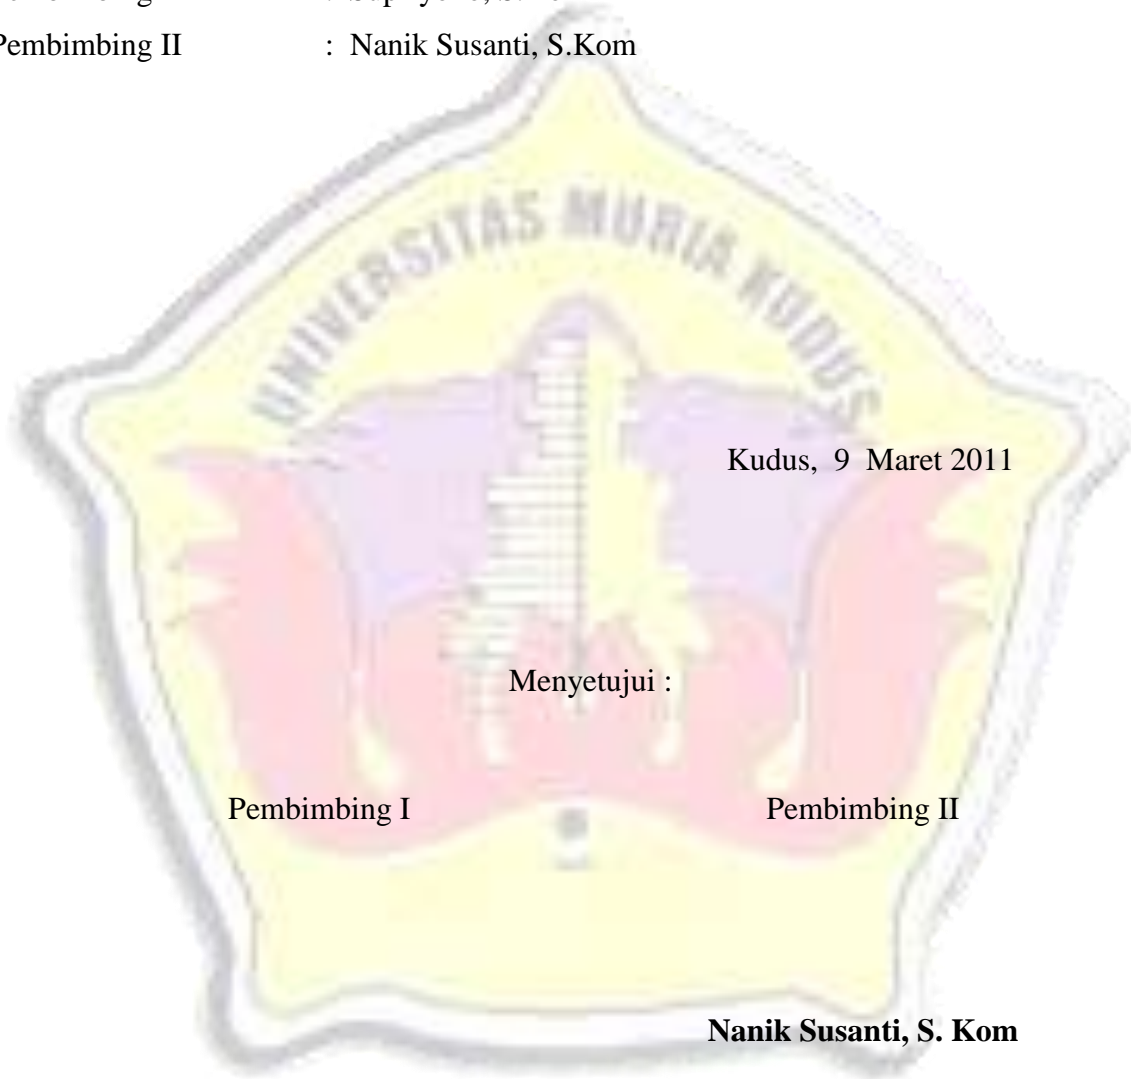 Pembimbing II : Nanik Susanti, S.Kom
UNIVERSITAS MURIA KUDUS
Kudus, 9 Maret 2011
Menyetujui :
Pembimbing I Pembimbing II
Nanik Susanti, S. Kom